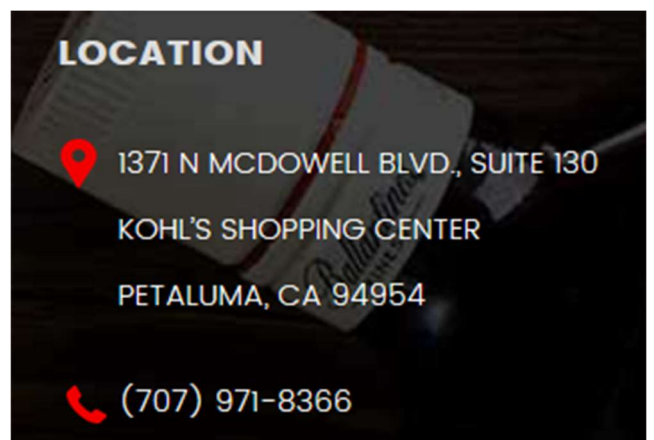 LOCATION
1371 N MCDOWELL BLVD., SUITE 130
KOHL'S SHOPPING CENTER
PETALUMA, CA 94954
(707) 971-8366